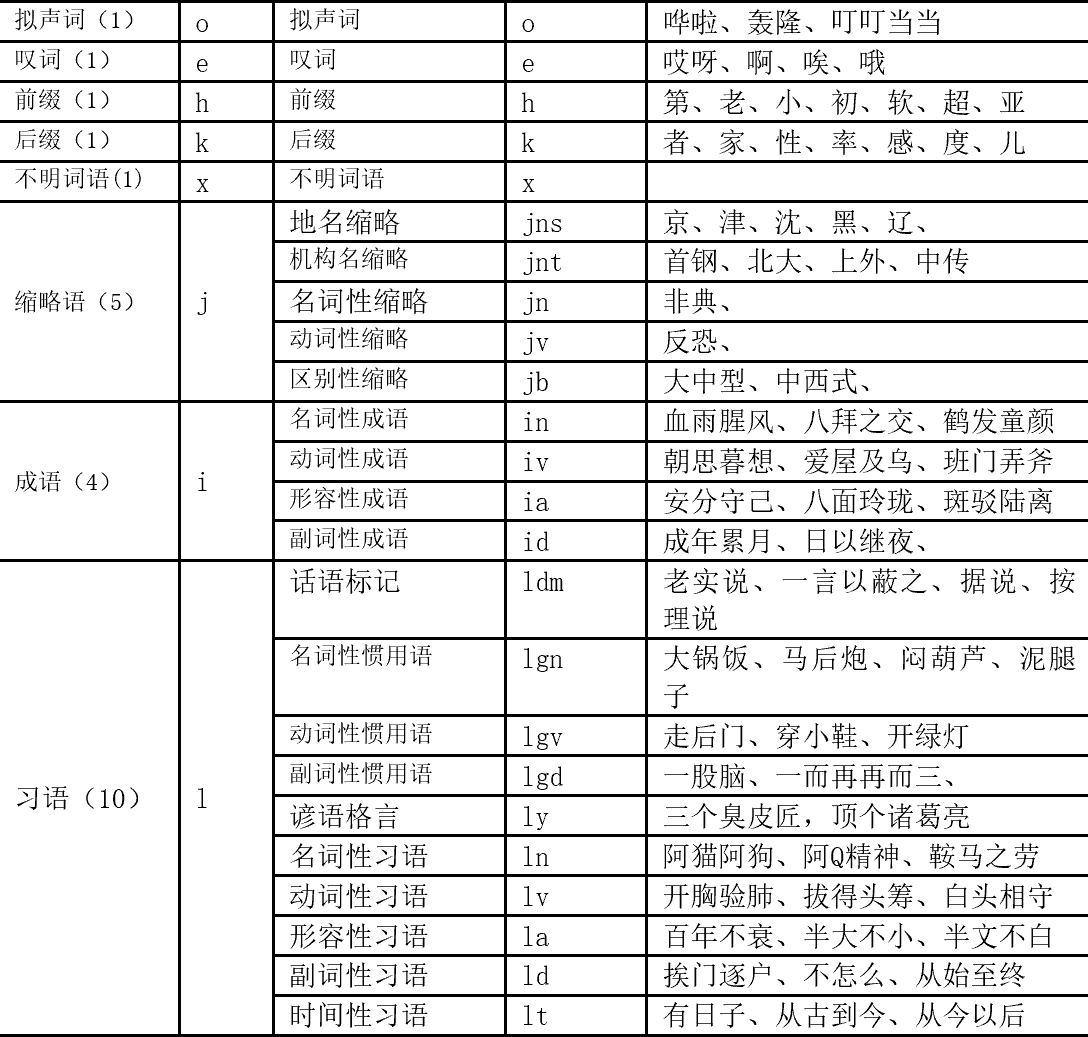 拟声词（1） o 拟声词 o 哗啦、轰隆、叮叮当当
叹词（1） e 叹词 e 哎呀、啊、唉、哦
前缀（1） h 前缀 h 第、老、小、初、软、超、亚
后缀（1） k 后缀 k 者、家、性、率、感、度、儿
不明词语(1) x 不明词语 x
地名缩略 jns 京、津、沈、黑、辽、
机构名缩略 jnt 首钢、北大、上外、中传
缩略语（5） j 名词性缩略 jn 非典、
动词性缩略 jv 反恐、
区别性缩略 jb 大中型、中西式、
名词性成语 in 血雨腥风、八拜之交、鹤发童颜
动词性成语 iv 朝思暮想、爱屋及乌、班门弄斧
成语（4） i
形容性成语 ia 安分守己、八面玲珑、斑驳陆离
副词性成语 id 成年累月、日以继夜、
话语标记 ldm 老实说、一言以蔽之、据说、按
理说
名词性惯用语 lgn 大锅饭、马后炮、闷葫芦、泥腿
子
动词性惯用语 lgv 走后门、穿小鞋、开绿灯
副词性惯用语 lgd 一股脑、一而再再而三、
习语（10） l
谚语格言 ly 三个臭皮匠，顶个诸葛亮
名词性习语 ln 阿猫阿狗、阿Q精神、鞍马之劳
动词性习语 lv 开胸验肺、拔得头筹、白头相守
形容性习语 la 百年不衰、半大不小、半文不白
副词性习语 ld 挨门逐户、不怎么、从始至终
时间性习语 lt 有日子、从古到今、从今以后